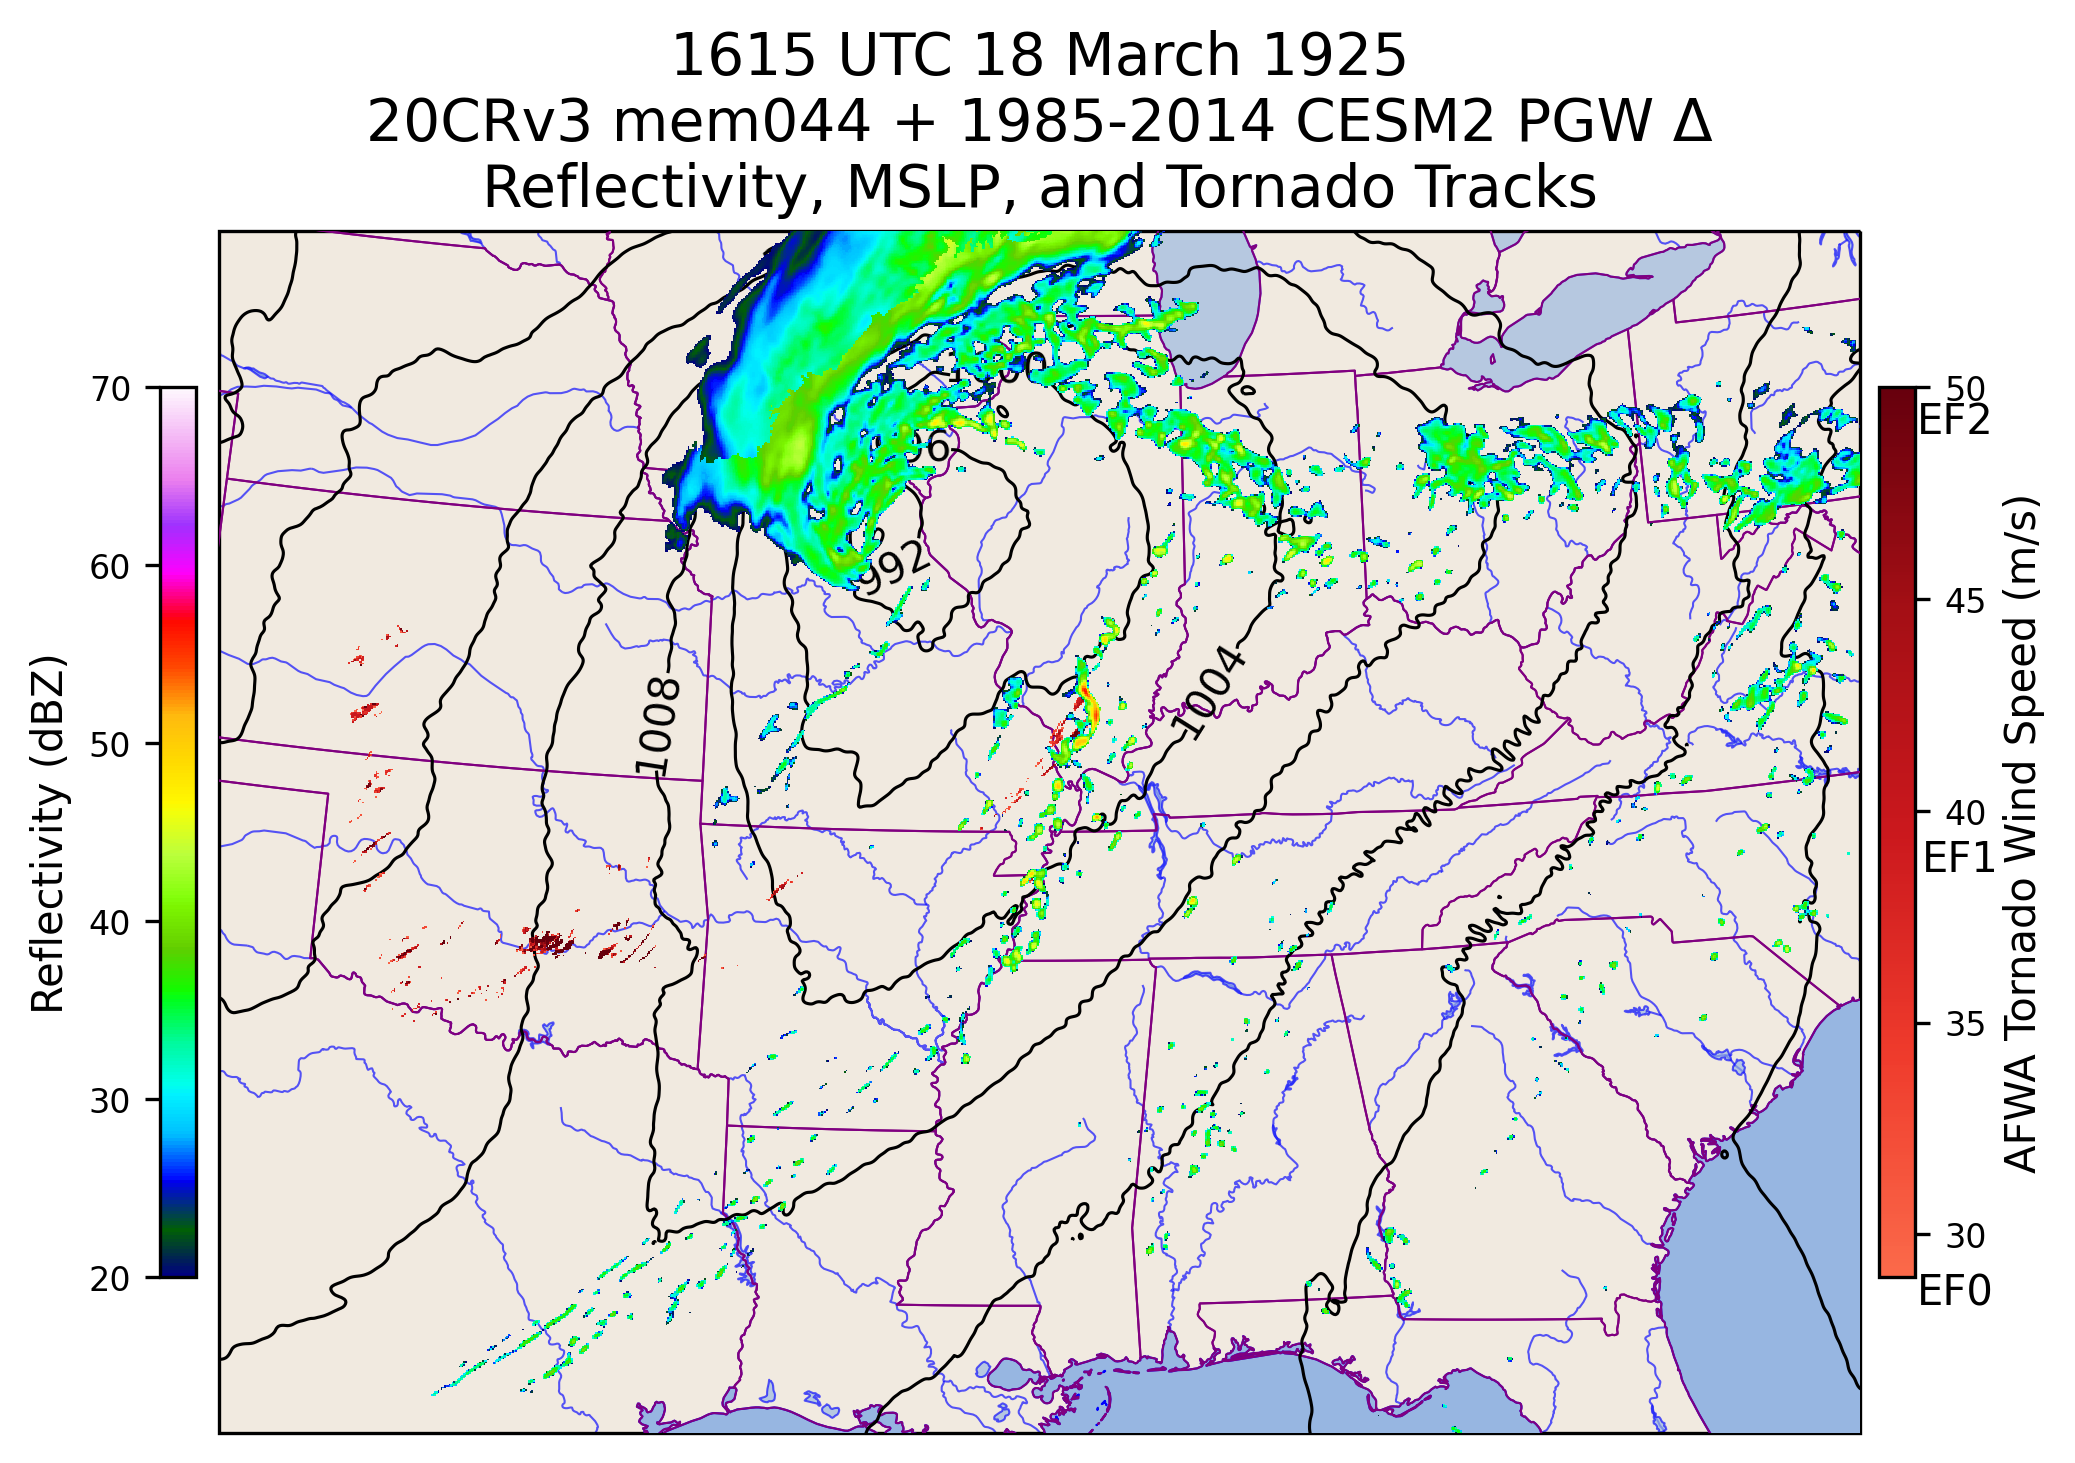 1615 UTC 18 March 1925
20CRv3 mem044 + 1985-2014 CESM2 PGW Δ
Reflectivity, MSLP, and Tornado Tracks
Reflectivity (dBZ)
70
60
50
40
30
20
992
1004
1008
50
EF2
45
40
EF1
35
30
EF0
AFWA Tornado Wind Speed (m/s)